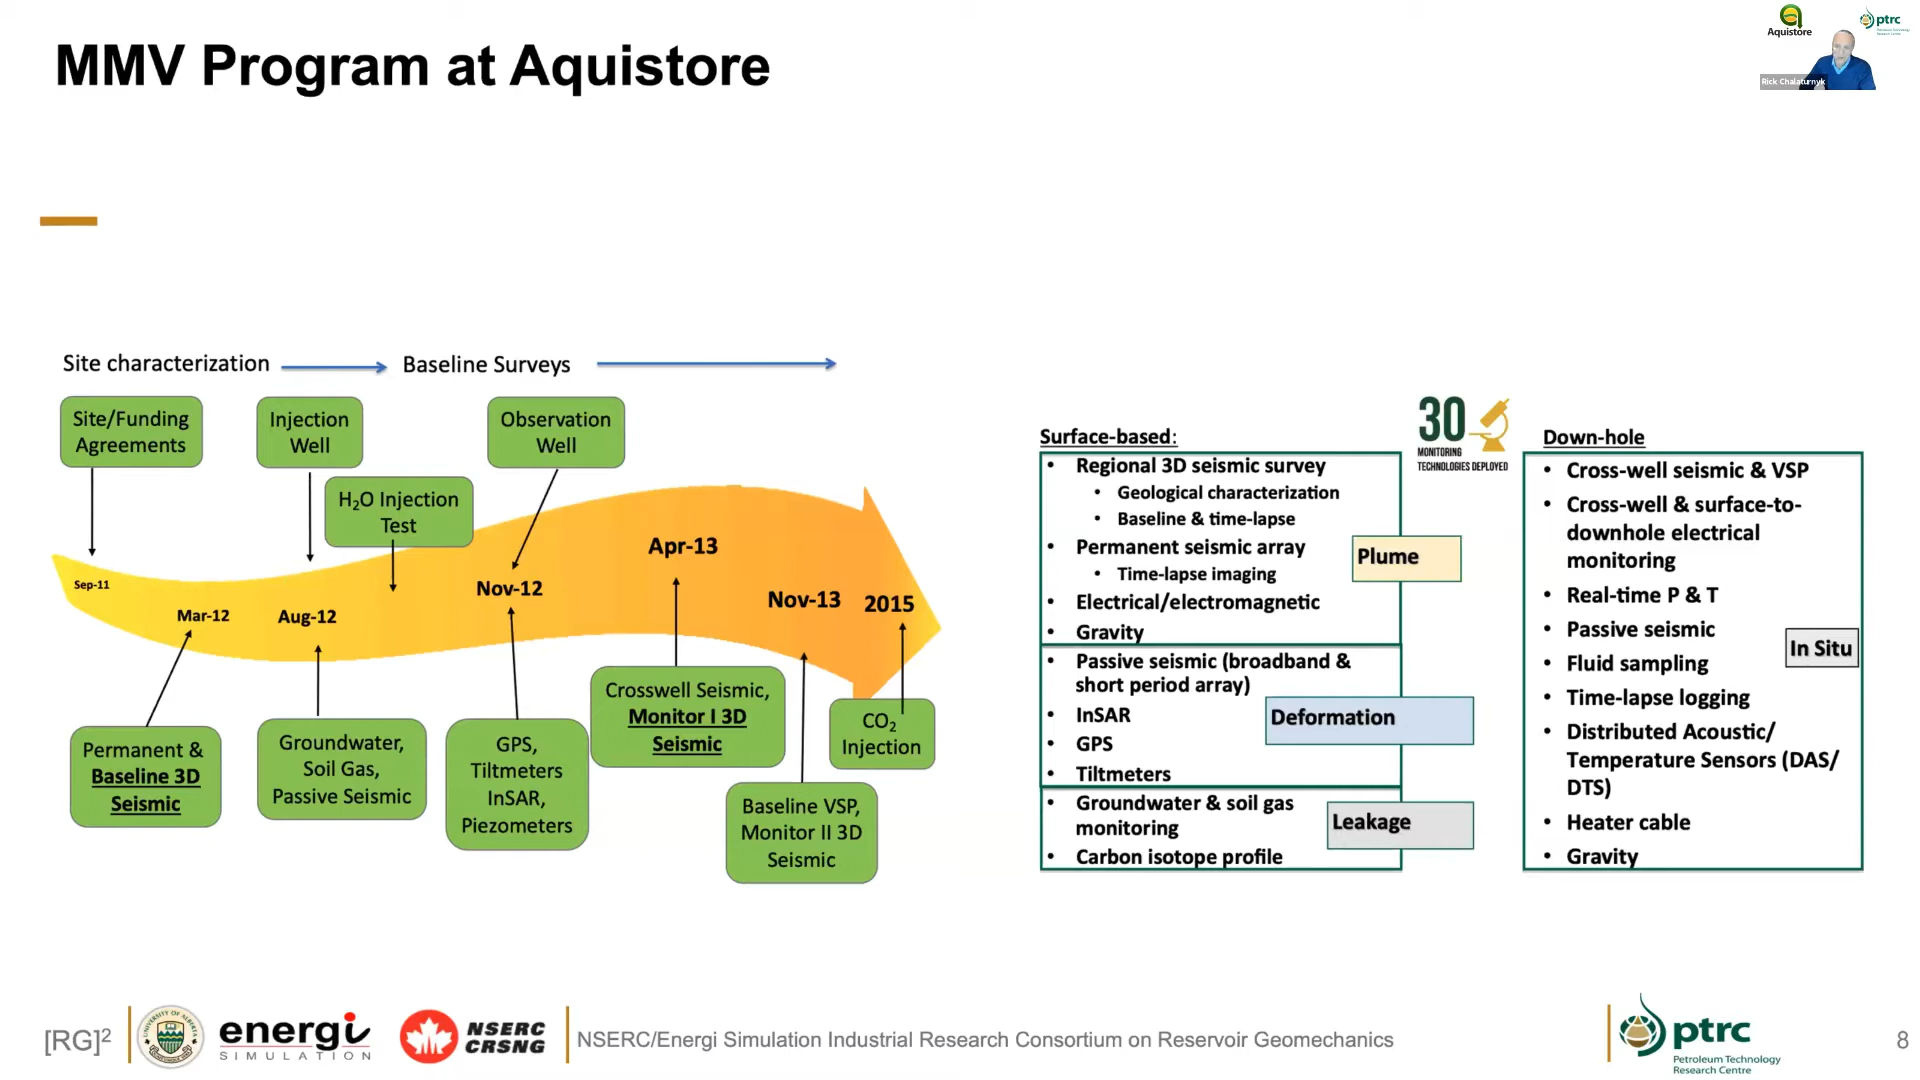 MMV Program at Aquistore
Aquistore
ptrc
Rick Chalaturnyk
Site characterization
Baseline Surveys
Site/Funding
Agreements
Injection
Well
Observation
Well
H₂O Injection
Test
Sep-11
Mar-12
Aug-12
Nov-12
Apr-13
Nov-13
2015
Permanent &
Baseline 3D
Seismic
Groundwater,
Soil Gas,
Passive Seismic
GPS,
Tiltmeters
InSAR,
Piezometers
Crosswell Seismic,
Monitor I 3D
Seismic
Baseline VSP,
Monitor II 3D
Seismic
CO₂
Injection
Surface-based:
• Regional 3D seismic survey
• Geological characterization
• Baseline & time-lapse
• Permanent seismic array
• Time-lapse imaging
• Electrical/electromagnetic
• Gravity
Plume
• Passive seismic (broadband &
short period array)
• InSAR
• GPS
• Tiltmeters
Deformation
• Groundwater & soil gas
monitoring
• Carbon isotope profile
Leakage
30
MONITORING
TECHNOLOGIES DEPLOYED
Down-hole
• Cross-well seismic & VSP
• Cross-well & surface-to-
downhole electrical
monitoring
• Real-time P & T
• Passive seismic
• Fluid sampling
• Time-lapse logging
• Distributed Acoustic/
Temperature Sensors (DAS/
DTS)
• Heater cable
• Gravity
In Situ
[RG]²
UNIVERSITY OF ALBERTA
energi
SIMULATION
NSERC
CRSNG
NSERC/Energi Simulation Industrial Research Consortium on Reservoir Geomechanics
ptrc
Petroleum Technology
Research Centre
8